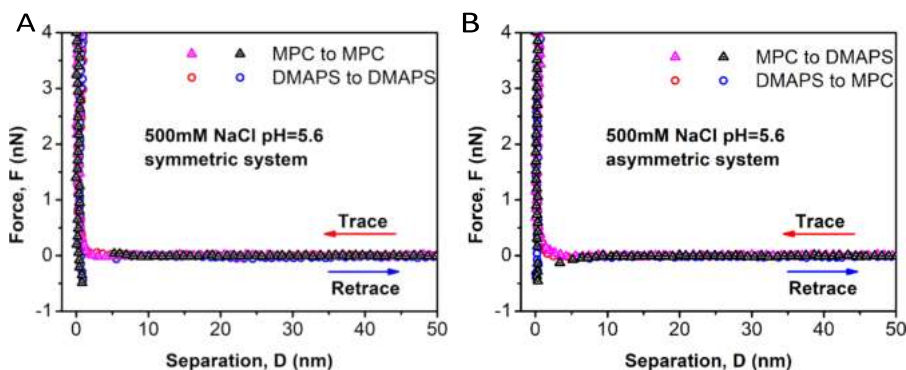 A
4
3
2
1
0
-1
Force, F (nN)
MPC to MPC
DMAPS to DMAPS
500mM NaCl pH=5.6
symmetric system
Trace
Retrace
0 10 20 30 40 50
Separation, D (nm)
B
4
3
2
1
0
-1
Force, F (nN)
MPC to DMAPS
DMAPS to MPC
500mM NaCl pH=5.6
asymmetric system
Trace
Retrace
0 10 20 30 40 50
Separation, D (nm)